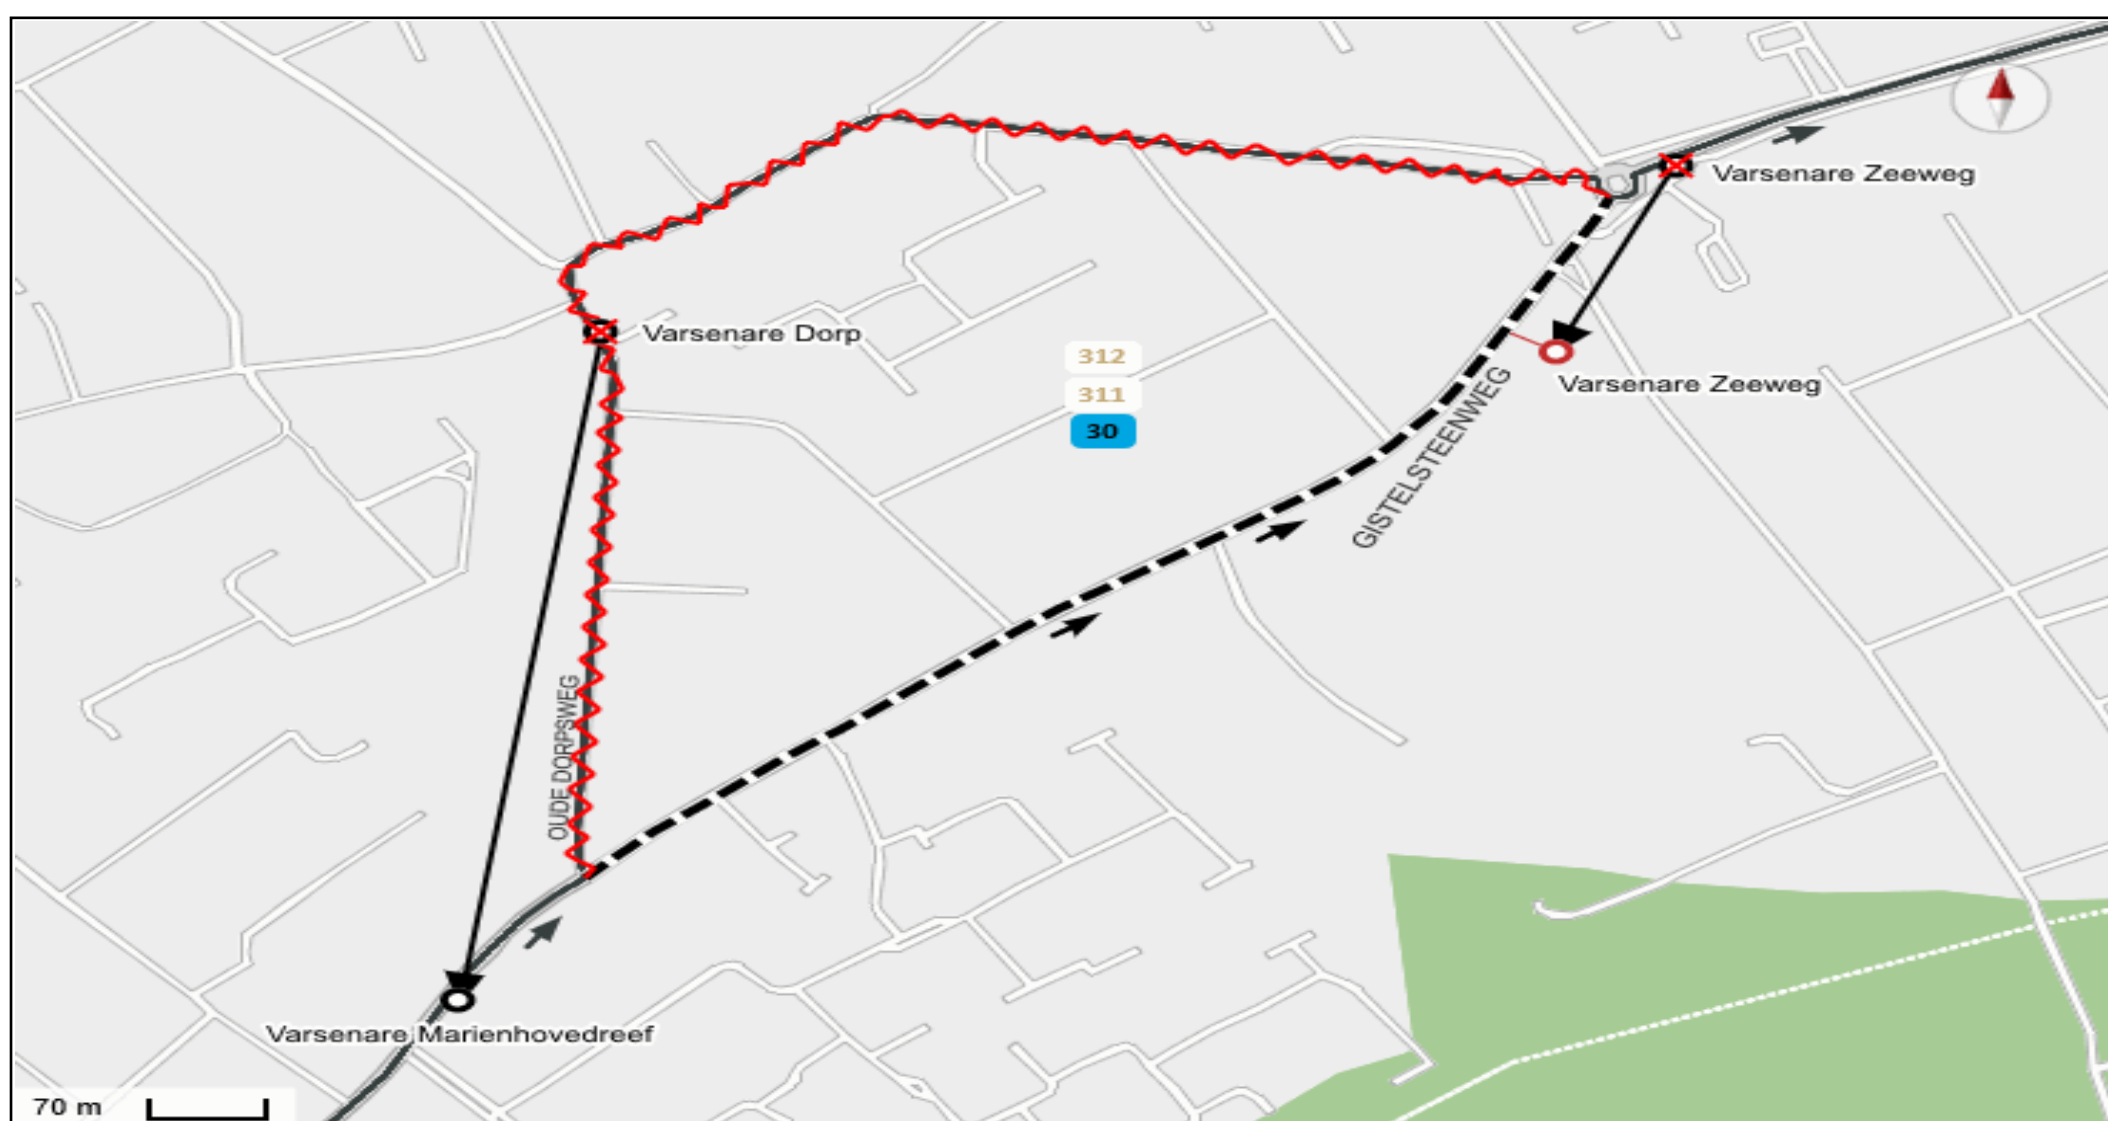 Varsenare Zeeweg
Varsenare Dorp
312
311
30
Varsenare Zeeweg
GISTELSTEENWEG
OUDE DORPSWEG
Varsenare Marienhovedreef
70 m